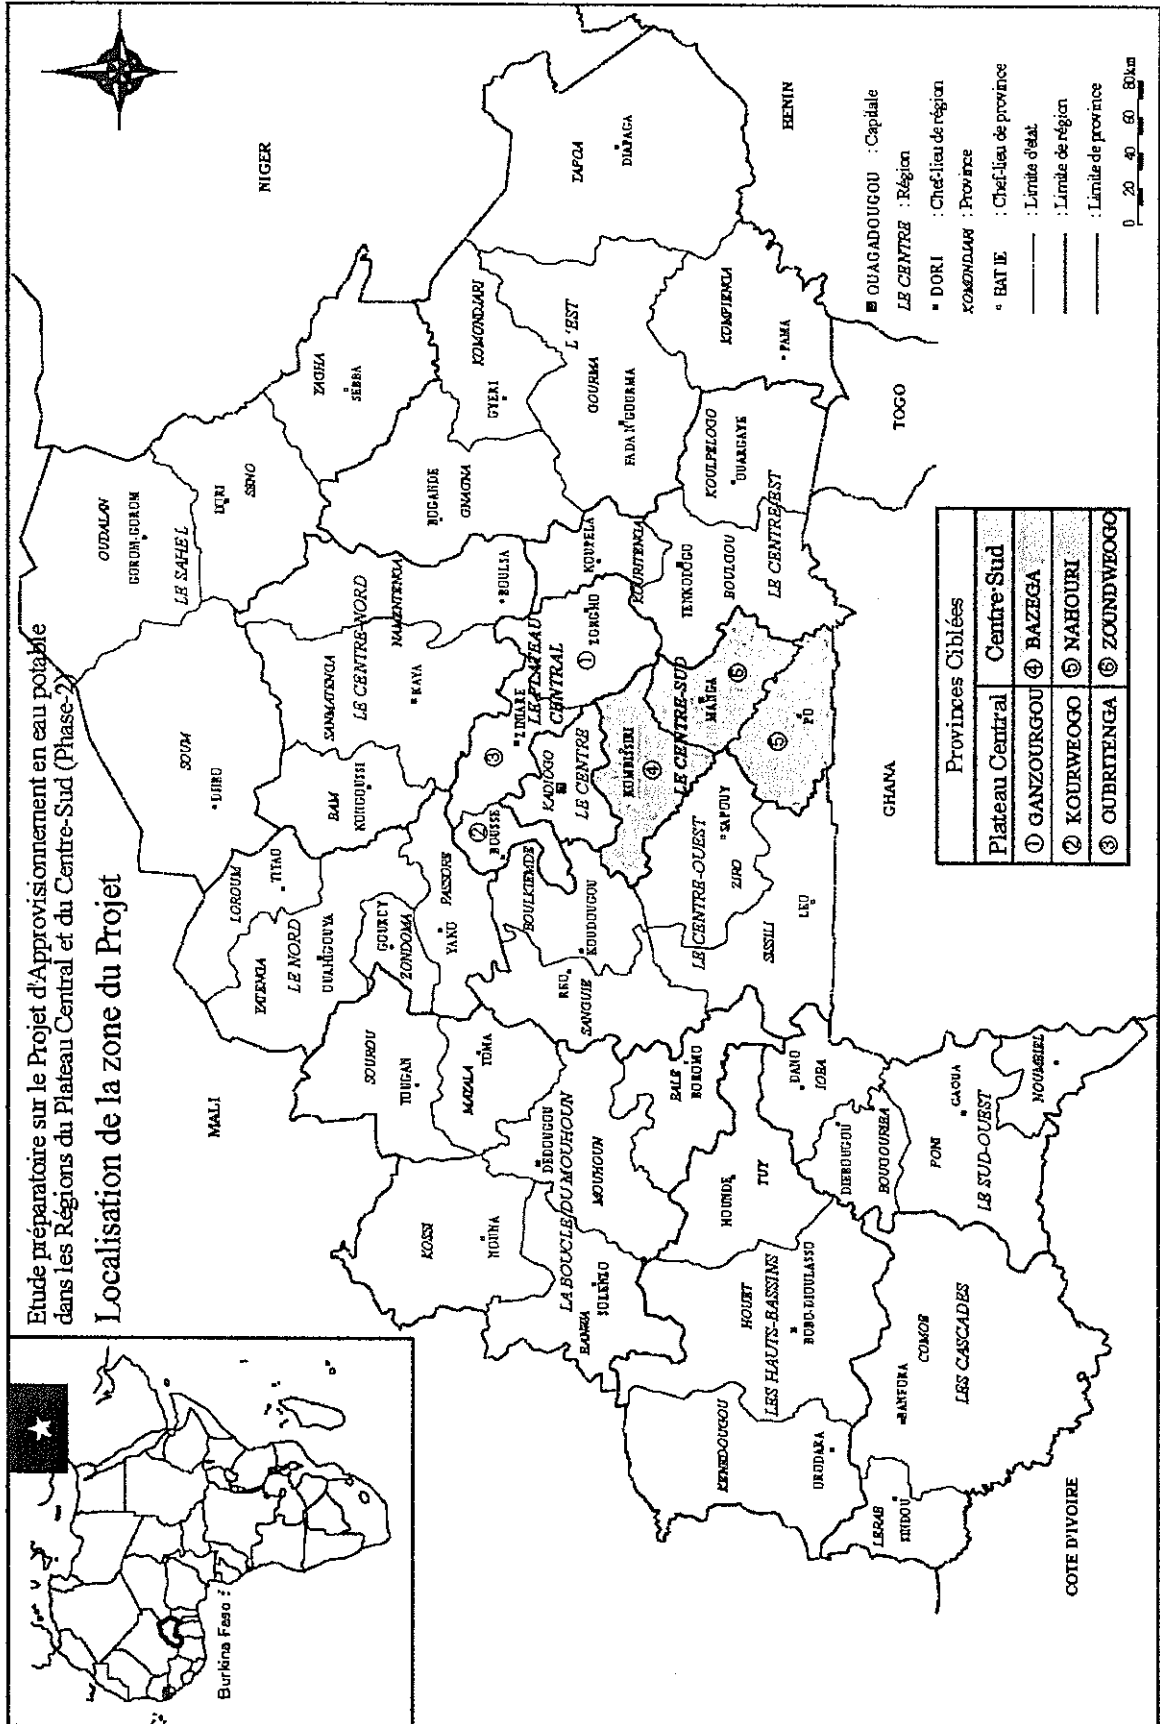 Etude préparatoire sur le Projet d'Approvisionnement en eau potable
dans les Régions du Plateau Central et du Centre-Sud (Phase-2)
Localisation de la zone du Projet
Burkina Faso
MALI
NIGER
OUDALAN
GOROM-GOROM
LE SAHEL
DORI
SENO
YAGHA
SEBBA
SOUM
DJIBO
LOROUM
TITAO
YATENGA
LE NORD
OUAHIGOUYA
GOURCY
ZONDOMA
PASSORE
YAKO
BAM
KONGOUSSI
SANMATENGA
LE CENTRE-NORD
KAYA
NAMENTENGA
BOULSA
BOGANDE
GNAGNA
KOMONDJARI
GYERI
L'EST
GOURMA
FADA N'GOURMA
TAPOA
DIAPAGA
KOMPIENGA
PAMA
SOUROU
TOUGAN
KOSSI
NOUNA
NAYALA
TOMA
DEDOUGOU
LA BOUCLE DU MOUHOUN
MOUHOUN
BANWA
SOLENZO
BALE
BOROMO
REO
SANGUIE
BOULKIEMDE
KOUDOUGOU
② BOUSSE
③
ZINIARE
LE PLATEAU
CENTRAL
① ZORGHO
KADIOGO
LE CENTRE
KOMBISSIRI
④
LE CENTRE-SUD
MANGA
⑥
⑤
PO
KOUPELA
KOURITENGA
TENKODOGO
BOULGOU
LE CENTRE/EST
KOULPELOGO
OUARGAYE
LE CENTRE-OUEST
SAPOUY
ZIRO
SISSILI
LEO
HOUNDE
TUY
DANO
IOBA
DIEBOUGOU
BOUGOURIBA
GAOUA
PONI
LE SUD-OUEST
NOUMBIEL
HOUET
LES HAUTS-BASSINS
BOBO-DIOULASSO
KENEDOUGOU
ORODARA
LERAB
SINDOU
BANFORA
COMOE
LES CASCADES
COTE D'IVOIRE
GHANA
TOGO
BENIN
Provinces Ciblées
Plateau Central Centre-Sud
① GANZOURGOU ④ BAZEGA
② KOURWEOGO ⑤ NAHOURI
③ OUBRITENGA ⑥ ZOUNDWEOGO
OUAGADOUGOU : Capitale
LE CENTRE : Région
DORI : Chef-lieu de région
KOMONDJARI : Province
BATIE : Chef-lieu de province
: Limite d'état
: Limite de région
: Limite de province
0 20 40 60 80km